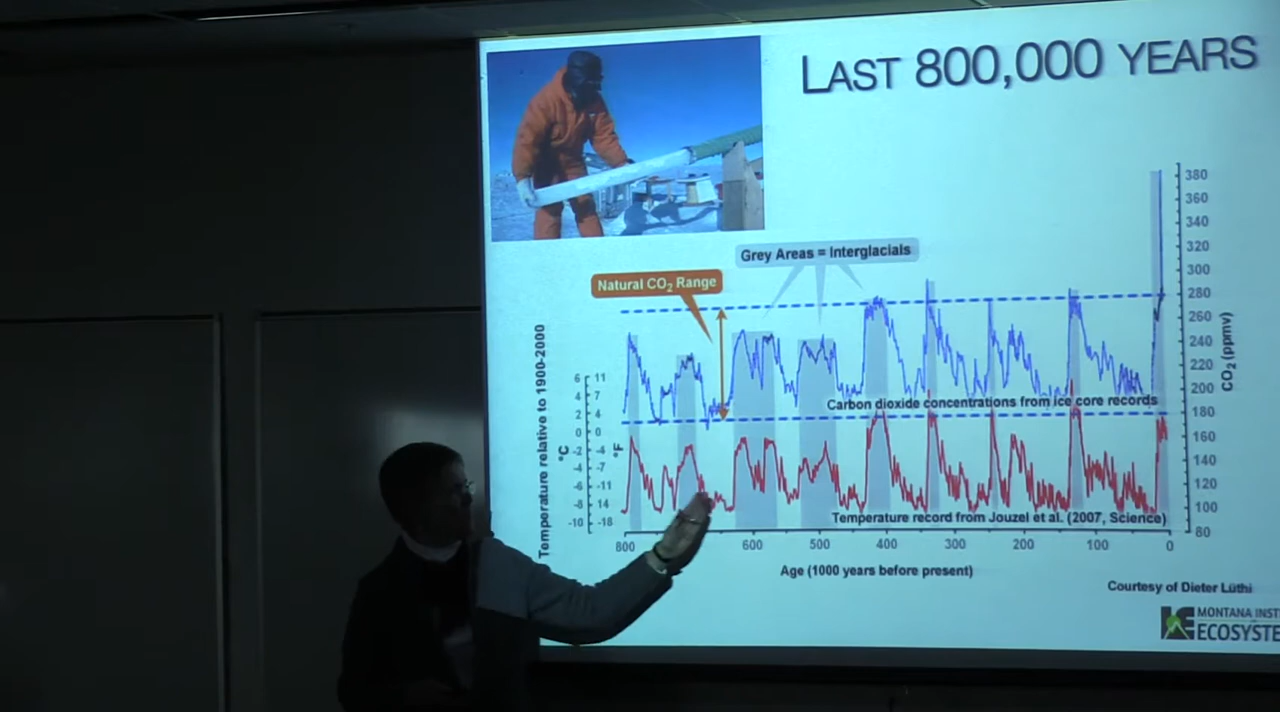 LAST 800,000 YEARS
Grey Areas = Interglacials
Natural CO₂ Range
380
360
340
320
300
280
260
240
220
200
180
160
140
120
100
80
CO₂ (ppmv)
Temperature relative to 1900-2000
°C
°F
6 11
4 7
2 4
0 0
-2 -4
-4 -7
-6 -11
-8 14
-10 -18
Carbon dioxide concentrations from ice core records
Temperature record from Jouzel et al. (2007, Science)
800 600 500 400 300 200 100 0
Age (1000 years before present)
Courtesy of Dieter Lüthi
MONTANA INSTI
ECOSYSTE